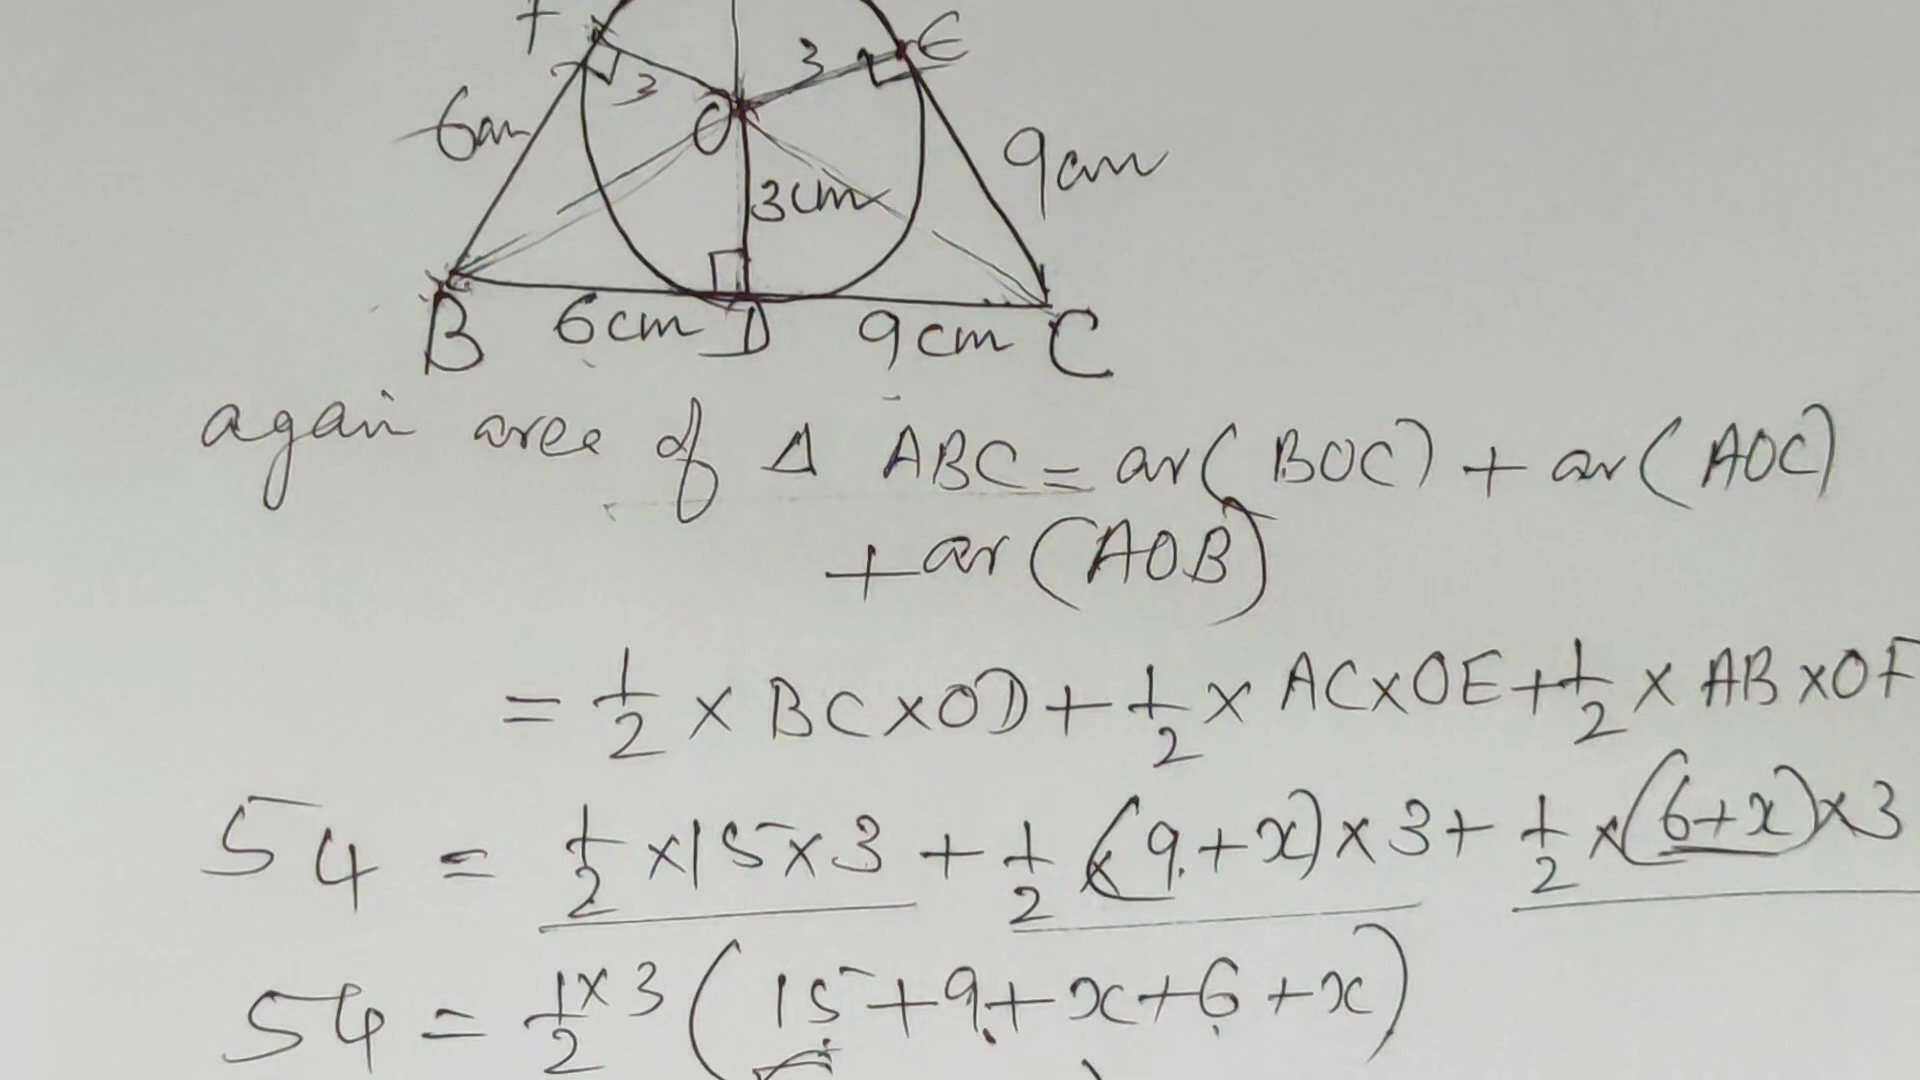 F 3 E
3
6cm O 9cm
3cm
B 6cm D 9cm C
again area of Δ ABC = ar(BOC) + ar(AOC)
+ ar(AOB)
= 1/2 × BC × OD + 1/2 × AC × OE + 1/2 × AB × OF
54 = 1/2 × 15 × 3 + 1/2 × (9 + x) × 3 + 1/2 × (6 + x) × 3
54 = 1/2 × 3 (15 + 9 + x + 6 + x)